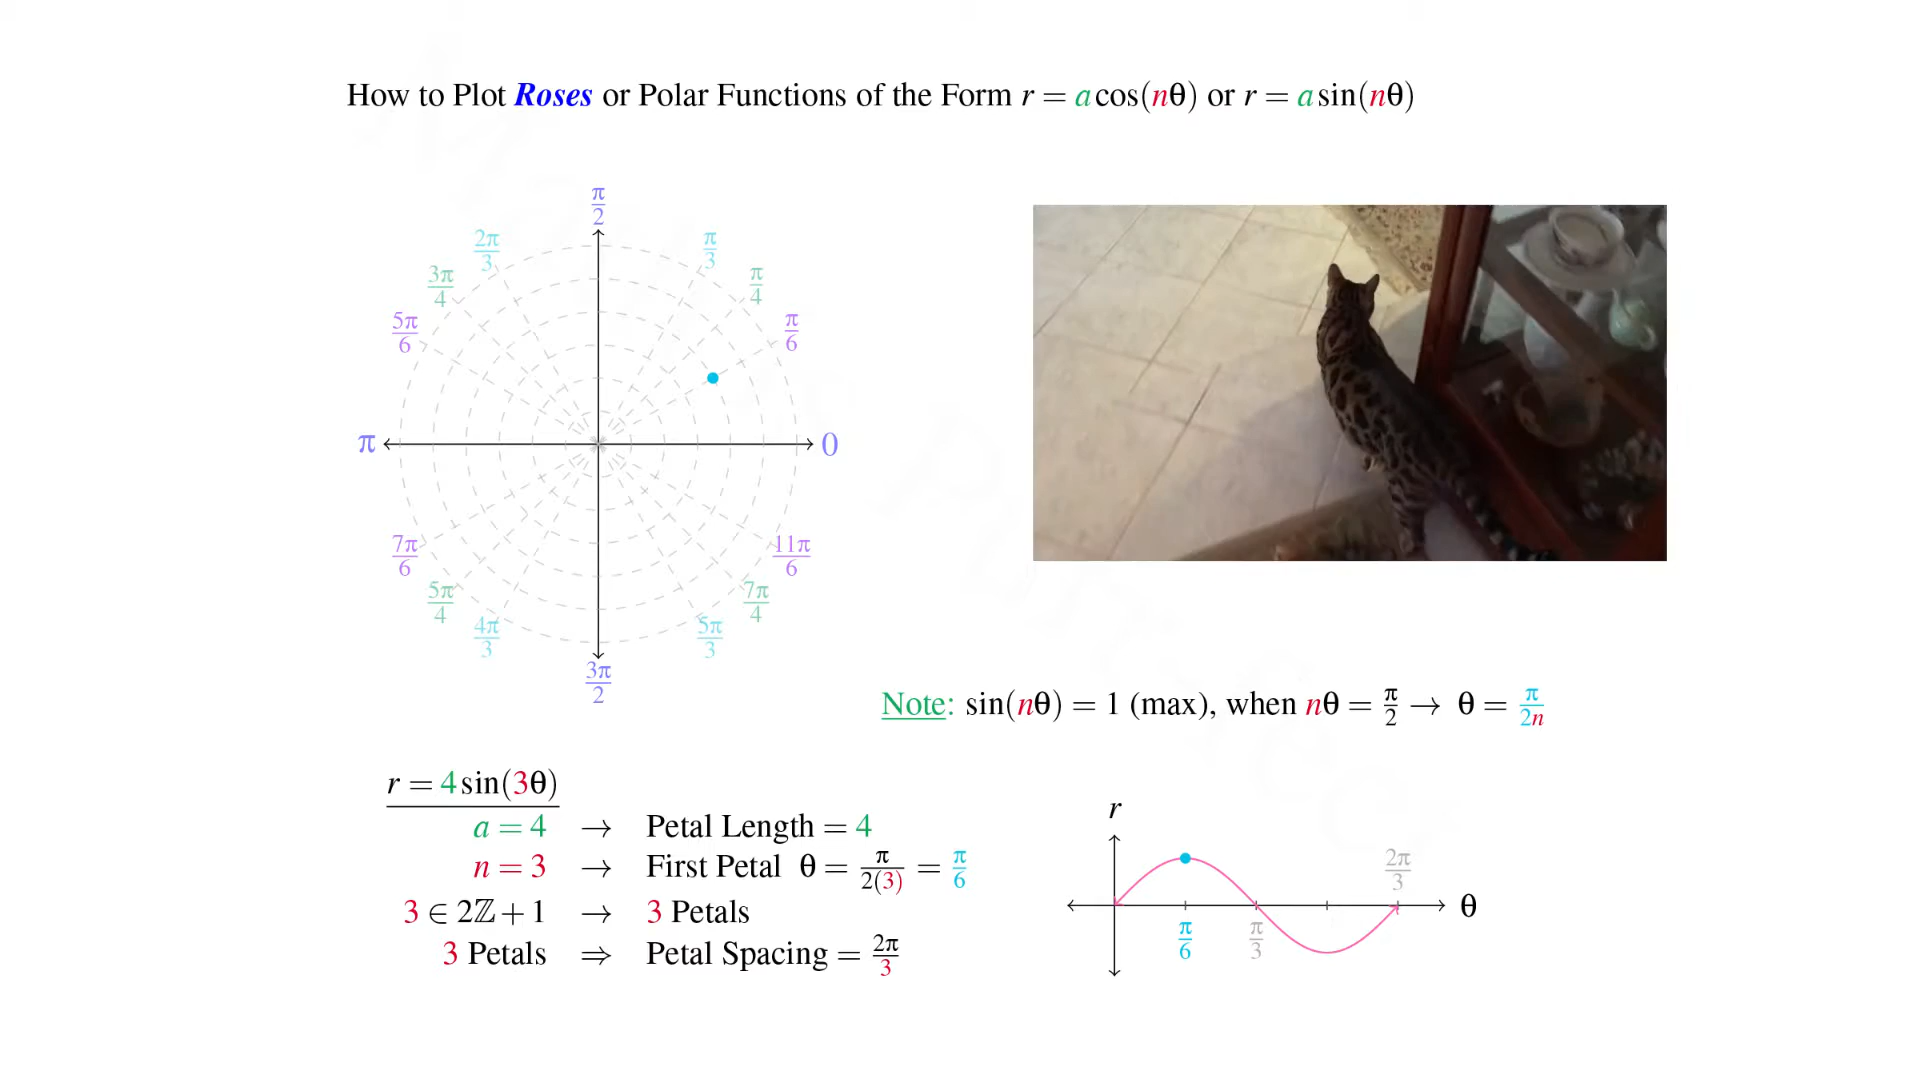 How to Plot Roses or Polar Functions of the Form r = a cos(nθ) or r = a sin(nθ)
π/2
2π/3
π/3
3π/4
π/4
5π/6
π/6
π
0
7π/6
11π/6
5π/4
7π/4
4π/3
5π/3
3π/2
Note: sin(nθ) = 1 (max), when nθ = π/2 → θ = π/2n
r = 4 sin(3θ)
a = 4 → Petal Length = 4
n = 3 → First Petal θ = π/2(3) = π/6
3 ∈ 2ℤ + 1 → 3 Petals
3 Petals ⇒ Petal Spacing = 2π/3
r
2π/3
θ
π/6
π/3